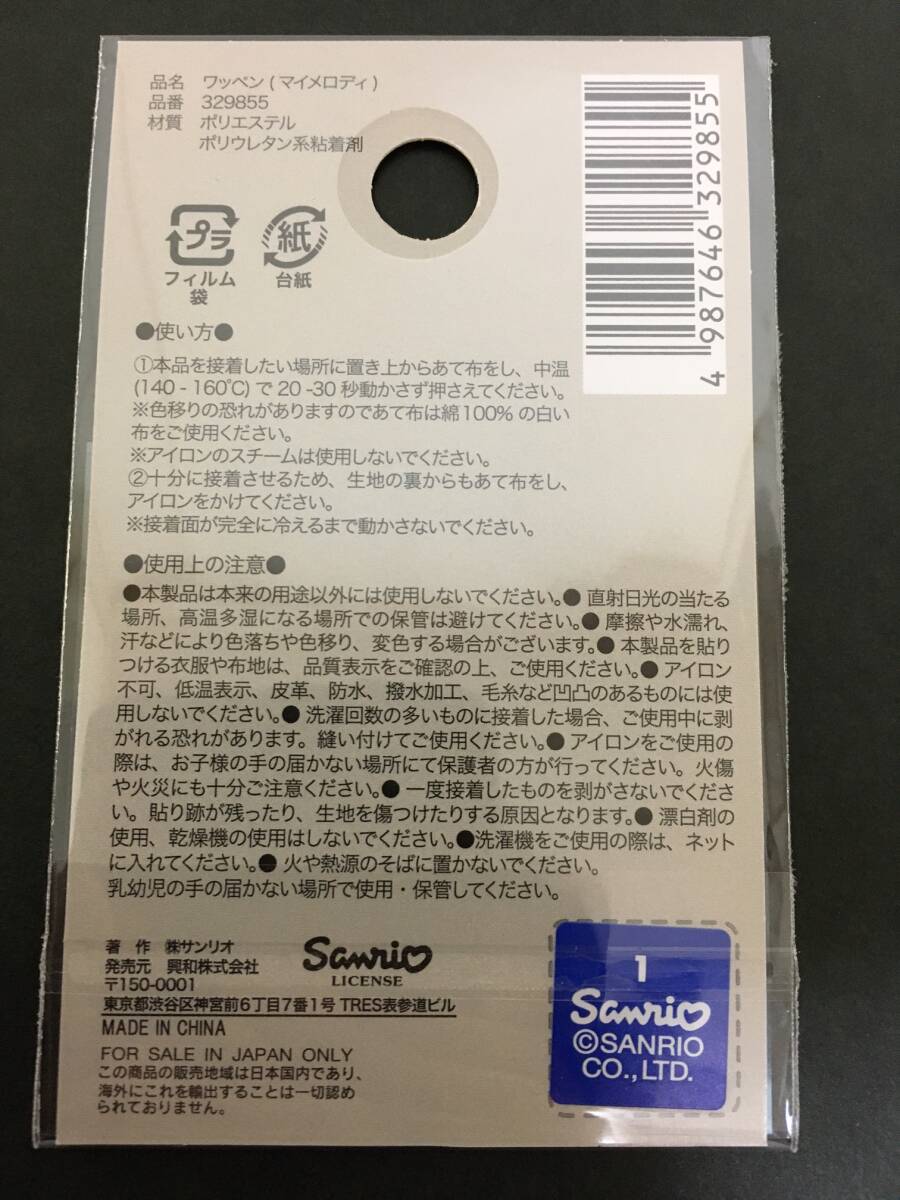 品名 ワッペン(マイメロディ)
品番 329855
材質 ポリエステル
ポリウレタン系粘着剤
4 987646 329855
プラ
フィルム
袋
紙
台紙
●使い方●
①本品を接着したい場所に置き上からあて布をし、中温
(140 - 160℃) で 20 -30 秒動かさず押さえてください。
※色移りの恐れがありますのであて布は綿100% の白い
布をご使用ください。
※アイロンのスチームは使用しないでください。
②十分に接着させるため、生地の裏からもあて布をし、
アイロンをかけてください。
※接着面が完全に冷えるまで動かさないでください。
●使用上の注意●
●本製品は本来の用途以外には使用しないでください。● 直射日光の当たる
場所、高温多湿になる場所での保管は避けてください。● 摩擦や水濡れ、
汗などにより色落ちや色移り、変色する場合がございます。● 本製品を貼り
つける衣服や布地は、品質表示をご確認の上、ご使用ください。● アイロン
不可、低温表示、皮革、防水、撥水加工、毛糸など凹凸のあるものには使
用しないでください。● 洗濯回数の多いものに接着した場合、ご使用中に剥
がれる恐れがあります。縫い付けてご使用ください。● アイロンをご使用の
際は、お子様の手の届かない場所にて保護者の方が行ってください。火傷
や火災にも十分ご注意ください。● 一度接着したものを剥がさないでくださ
い。貼り跡が残ったり、生地を傷つけたりする原因となります。● 漂白剤の
使用、乾燥機の使用はしないでください。●洗濯機をご使用の際は、ネット
に入れてください。● 火や熱源のそばに置かないでください。
乳幼児の手の届かない場所で使用・保管してください。
著 作 ㈱サンリオ
発売元 興和株式会社
〒150-0001
東京都渋谷区神宮前6丁目7番1号 TRES表参道ビル
MADE IN CHINA
FOR SALE IN JAPAN ONLY
この商品の販売地域は日本国内であり、
海外にこれを輸出することは一切認め
られておりません。
Sanrio
LICENSE
1
Sanrio
©SANRIO
CO.,LTD.